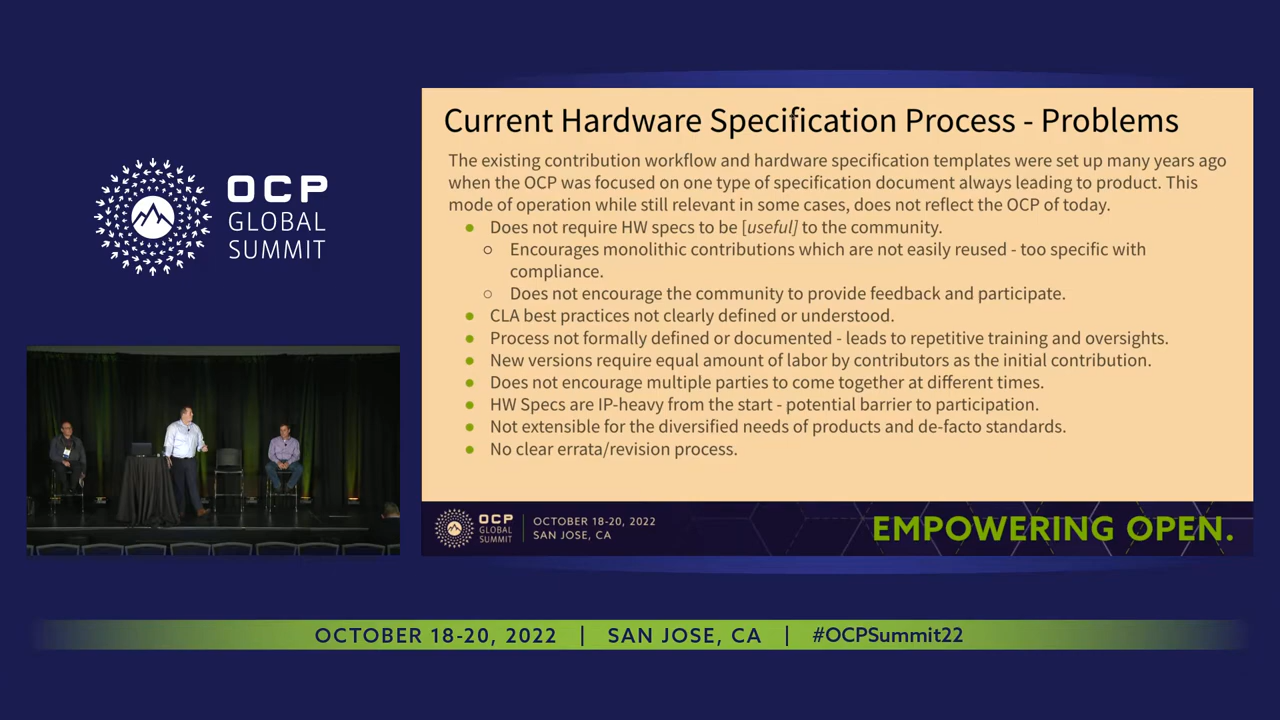 OCP
GLOBAL
SUMMIT
Current Hardware Specification Process - Problems
The existing contribution workflow and hardware specification templates were set up many years ago
when the OCP was focused on one type of specification document always leading to product. This
mode of operation while still relevant in some cases, does not reflect the OCP of today.
● Does not require HW specs to be [useful] to the community.
○ Encourages monolithic contributions which are not easily reused - too specific with
compliance.
○ Does not encourage the community to provide feedback and participate.
● CLA best practices not clearly defined or understood.
● Process not formally defined or documented - leads to repetitive training and oversights.
● New versions require equal amount of labor by contributors as the initial contribution.
● Does not encourage multiple parties to come together at different times.
● HW Specs are IP-heavy from the start - potential barrier to participation.
● Not extensible for the diversified needs of products and de-facto standards.
● No clear errata/revision process.
OCP
GLOBAL
SUMMIT
OCTOBER 18-20, 2022
SAN JOSE, CA
EMPOWERING OPEN.
OCTOBER 18-20, 2022 | SAN JOSE, CA | #OCPSummit22